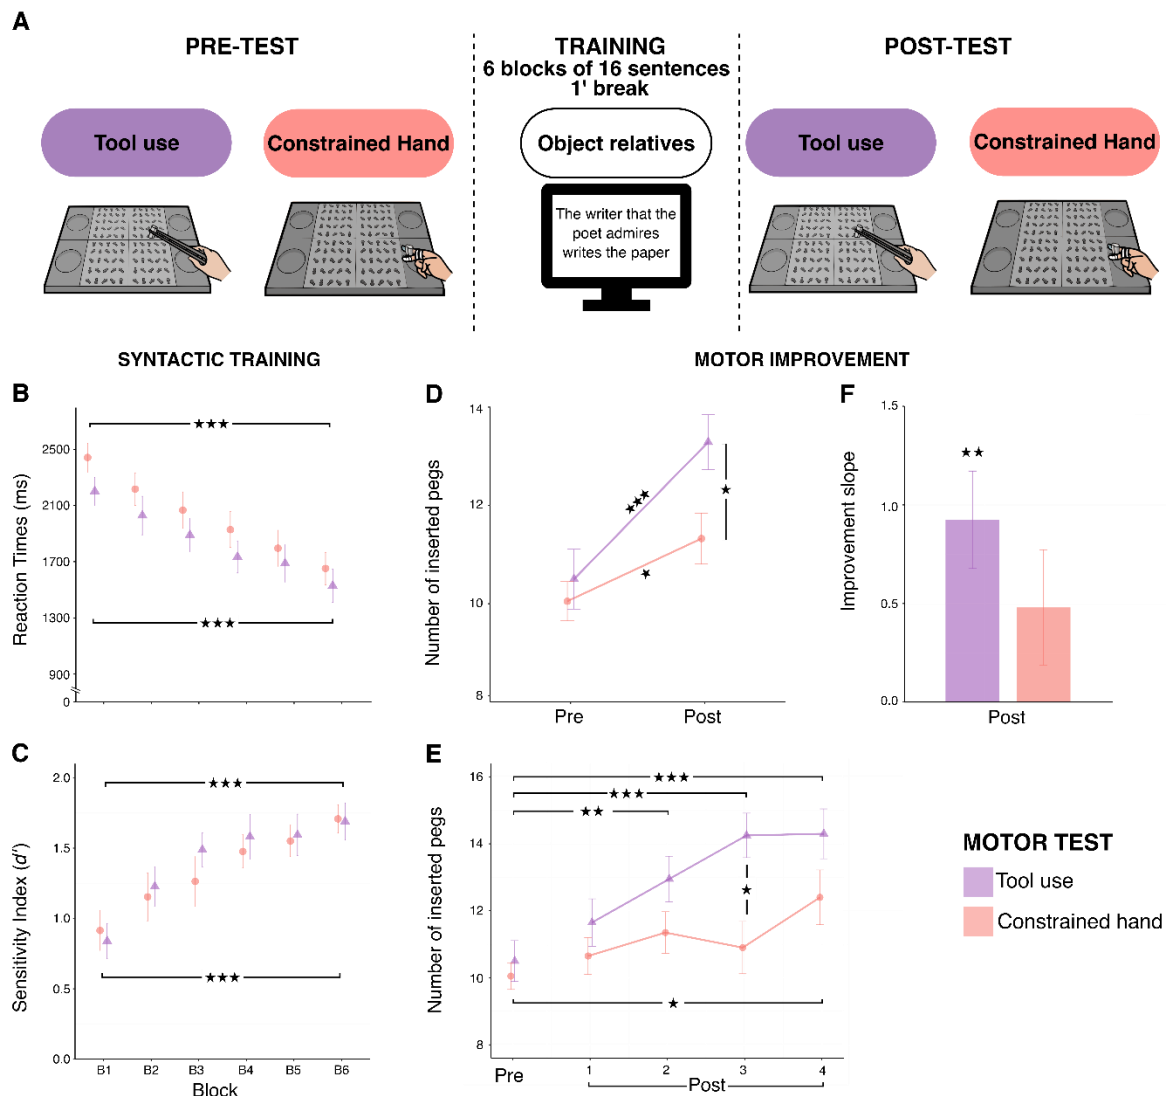 A
PRE-TEST
TRAINING
6 blocks of 16 sentences
1' break
POST-TEST
Tool use
Constrained Hand
Object relatives
Tool use
Constrained Hand
The writer that the
poet admires
writes the paper
SYNTACTIC TRAINING
MOTOR IMPROVEMENT
B
Reaction Times (ms)
2500
2100
1700
1300
900
0
★★★
★★★
D
Number of inserted pegs
14
12
10
8
★★★
★
★
Pre
Post
F
Improvement slope
1.5
1.0
0.5
0.0
★★
Post
C
Sensitivity Index (d')
2.0
1.5
1.0
0.5
0.0
★★★
★★★
B1 B2 B3 B4 B5 B6
Block
E
Number of inserted pegs
16
14
12
10
8
★★★
★★★
★★
★
★
Pre
1 2 3 4
Post
MOTOR TEST
Tool use
Constrained hand